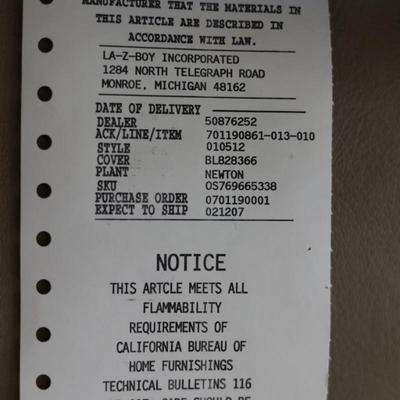 MANUFACTURER THAT THE MATERIALS IN
THIS ARTICLE ARE DESCRIBED IN
ACCORDANCE WITH LAW.
LA-Z-BOY INCORPORATED
1284 NORTH TELEGRAPH ROAD
MONROE, MICHIGAN 48162
DATE OF DELIVERY
DEALER 50876252
ACK/LINE/ITEM 701190861-013-010
STYLE 010512
COVER BL828366
PLANT NEWTON
SKU OS769665338
PURCHASE ORDER 0701190001
EXPECT TO SHIP 021207
NOTICE
THIS ARTCLE MEETS ALL
FLAMMABILITY
REQUIREMENTS OF
CALIFORNIA BUREAU OF
HOME FURNISHINGS
TECHNICAL BULLETINS 116
CARE SHOULD BE